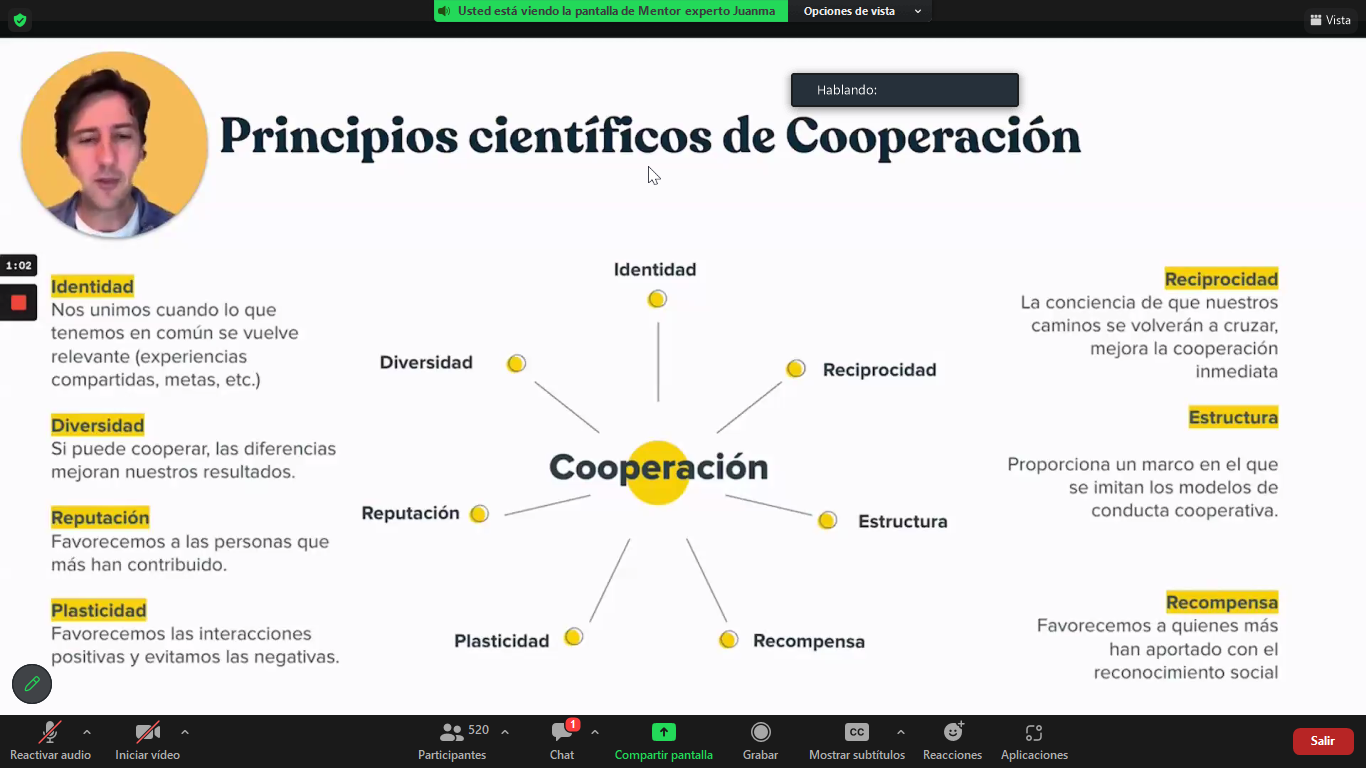 Usted está viendo la pantalla de Mentor experto Juanma
Opciones de vista
Vista
Hablando:
Principios científicos de Cooperación
1:02
Identidad
Nos unimos cuando lo que
tenemos en común se vuelve
relevante (experiencias
compartidas, metas, etc.)
Diversidad
Si puede cooperar, las diferencias
mejoran nuestros resultados.
Reputación
Favorecemos a las personas que
más han contribuido.
Plasticidad
Favorecemos las interacciones
positivas y evitamos las negativas.
Identidad
Diversidad
Reciprocidad
Cooperación
Reputación
Estructura
Plasticidad
Recompensa
Reciprocidad
La conciencia de que nuestros
caminos se volverán a cruzar,
mejora la cooperación
inmediata
Estructura
Proporciona un marco en el que
se imitan los modelos de
conducta cooperativa.
Recompensa
Favorecemos a quienes más
han aportado con el
reconocimiento social
Reactivar audio
Iniciar vídeo
520
Participantes
1
Chat
Compartir pantalla
Grabar
CC
Mostrar subtítulos
Reacciones
Aplicaciones
Salir